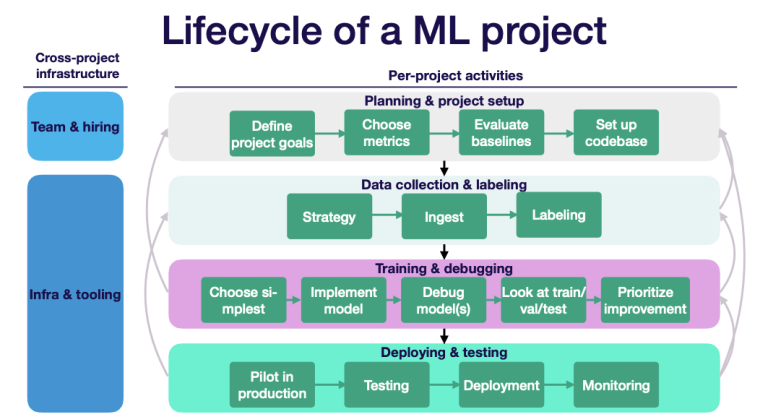 Lifecycle of a ML project
Cross-project
infrastructure
Per-project activities
Team & hiring
Infra & tooling
Planning & project setup
Define
project goals
Choose
metrics
Evaluate
baselines
Set up
codebase
Data collection & labeling
Strategy
Ingest
Labeling
Training & debugging
Choose si-
mplest
Implement
model
Debug
model(s)
Look at train/
val/test
Prioritize
improvement
Deploying & testing
Pilot in
production
Testing
Deployment
Monitoring